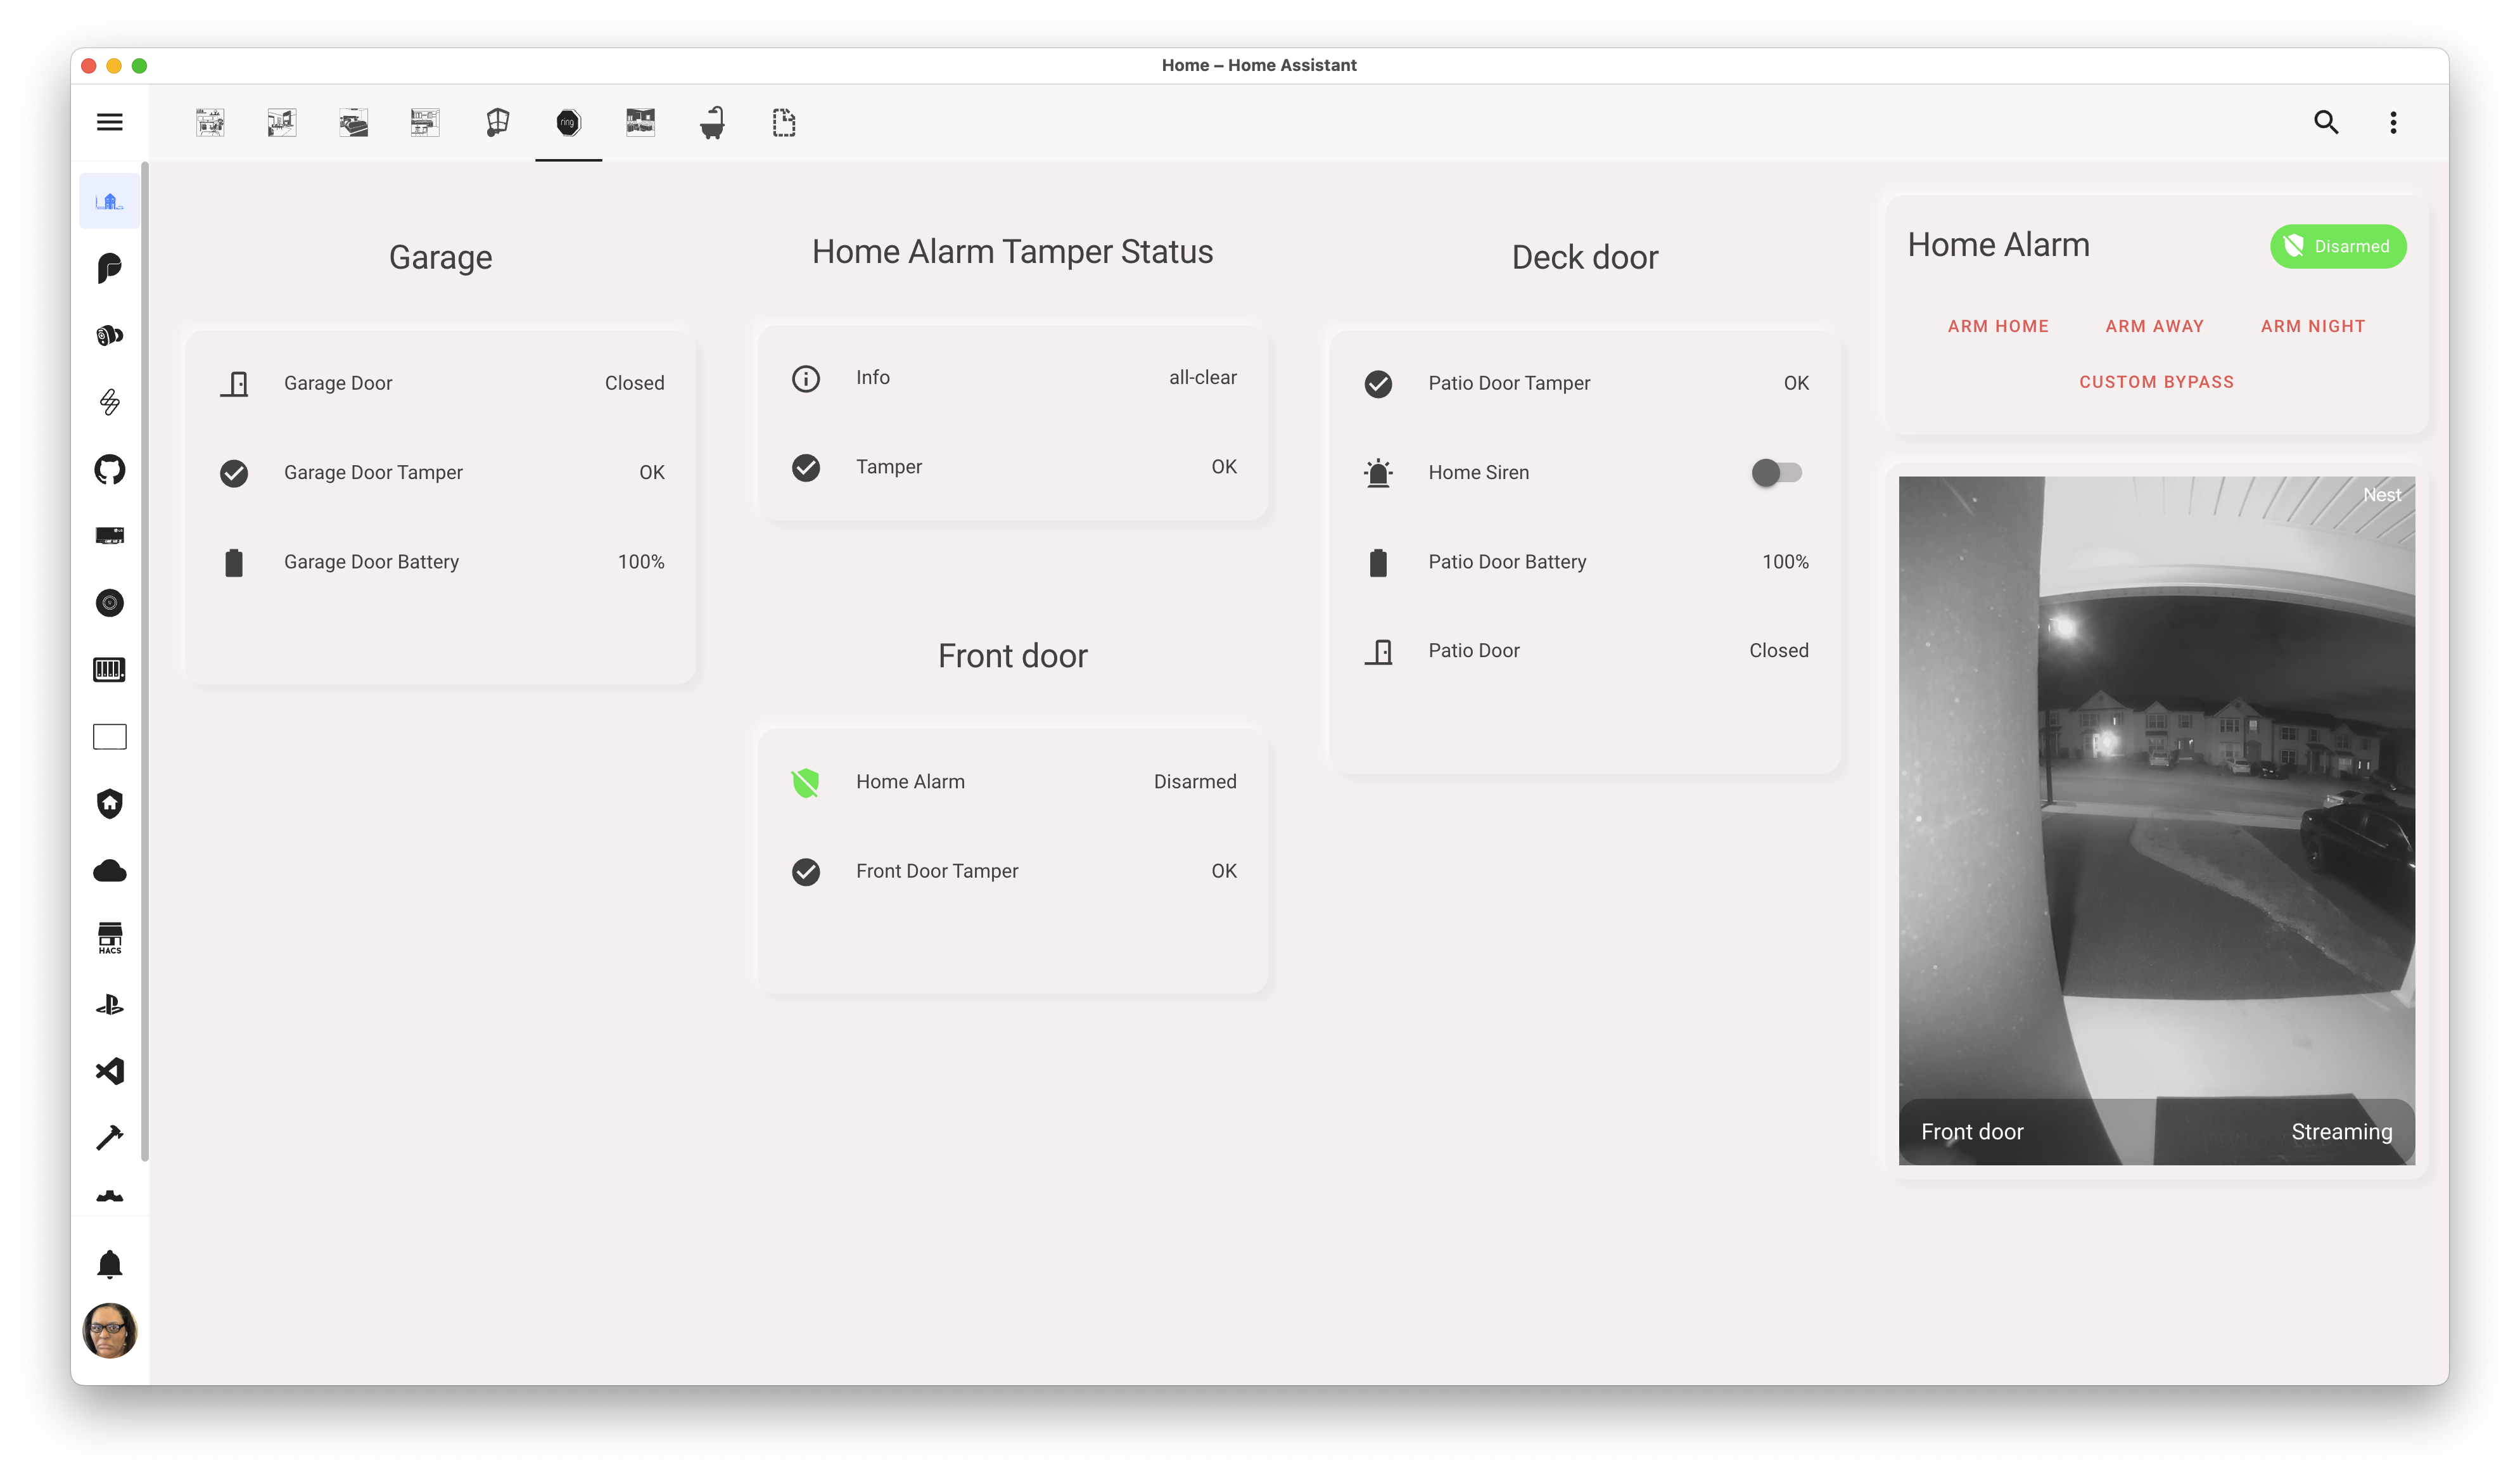 Home – Home Assistant
ring
Garage
Garage Door Closed
Garage Door Tamper OK
Garage Door Battery 100%
Home Alarm Tamper Status
Info all-clear
Tamper OK
Front door
Home Alarm Disarmed
Front Door Tamper OK
Deck door
Patio Door Tamper OK
Home Siren
Patio Door Battery 100%
Patio Door Closed
Home Alarm Disarmed
ARM HOME ARM AWAY ARM NIGHT
CUSTOM BYPASS
Nest
Front door Streaming
HACS